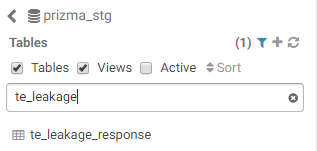 prizma_stg
Tables (1)
Tables Views Active Sort
te_leakage
te_leakage_response